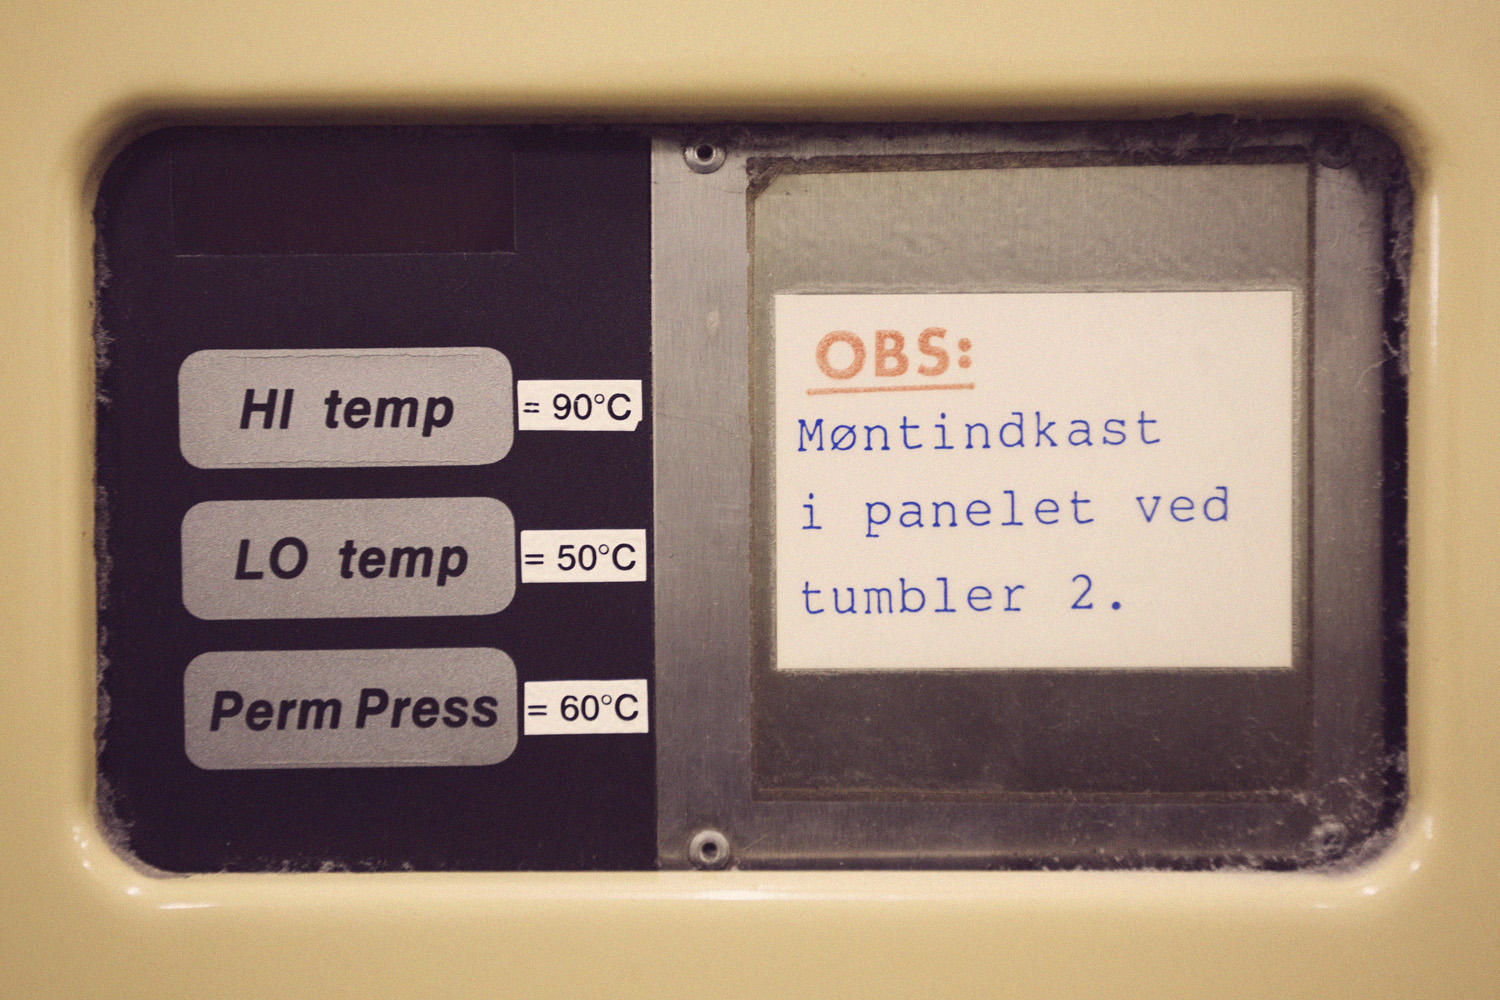 HI temp = 90°C
LO temp = 50°C
Perm Press = 60°C
OBS:
Møntindkast
i panelet ved
tumbler 2.